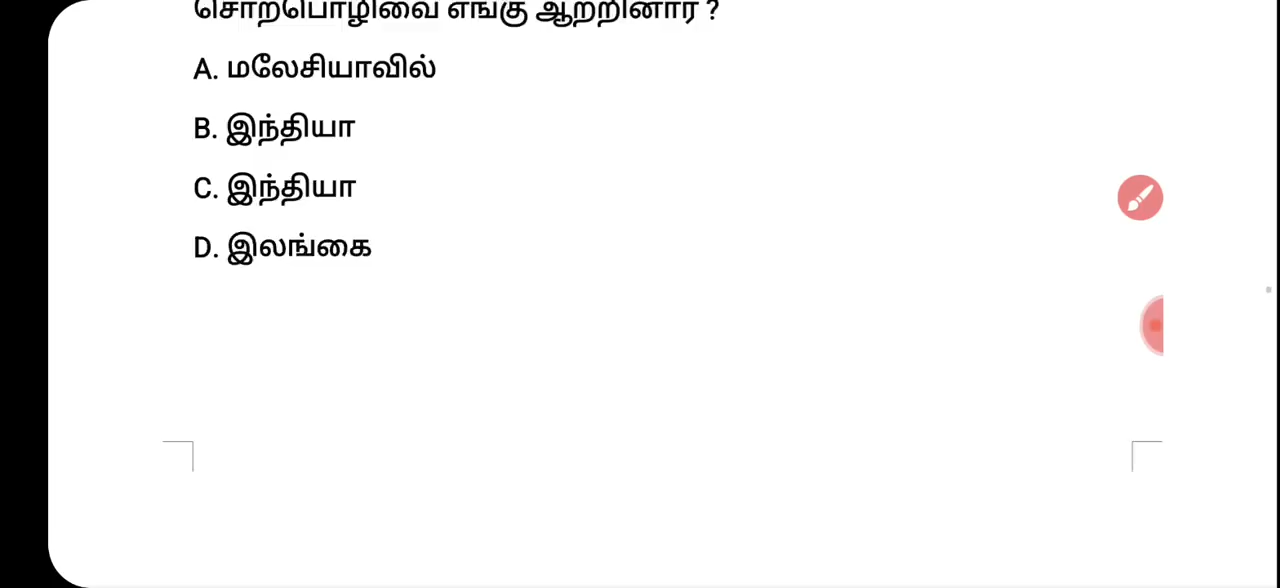 சொற்பொழிவை எங்கு ஆற்றினார் ?
A. மலேசியாவில்
B. இந்தியா
C. இந்தியா
D. இலங்கை